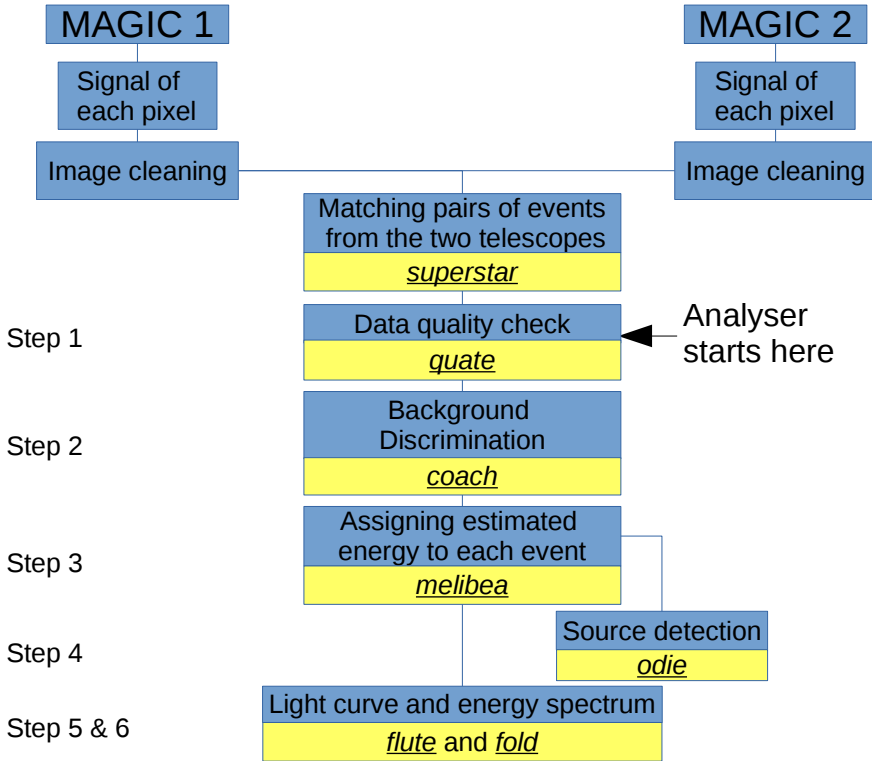 MAGIC 1
MAGIC 2
Signal of
each pixel
Signal of
each pixel
Image cleaning
Image cleaning
Matching pairs of events
from the two telescopes
superstar
Step 1
Data quality check
quate
Analyser
starts here
Step 2
Background
Discrimination
coach
Step 3
Assigning estimated
energy to each event
melibea
Step 4
Source detection
odie
Step 5 & 6
Light curve and energy spectrum
flute and fold